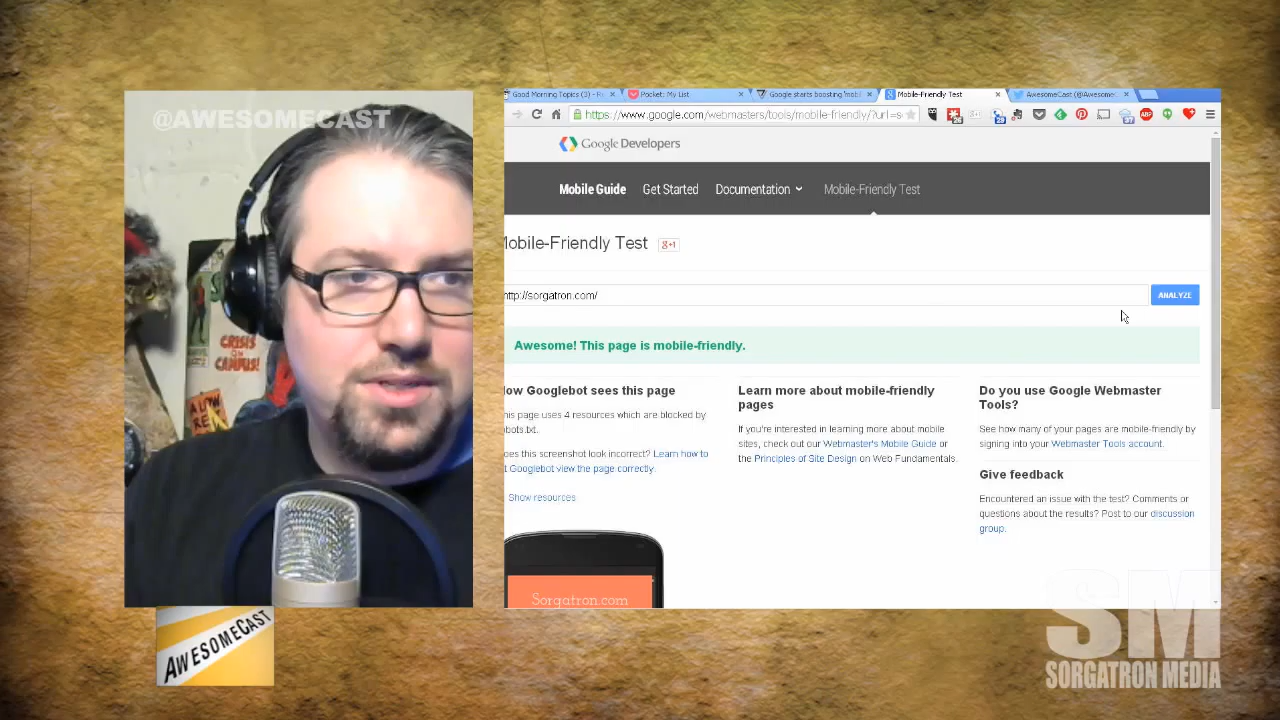 @AWESOMECAST
CRISIS
ON
CAMPUS!
AWESOMECAST
Good Morning Topics (3) - R
Pocket: My List
Google starts boosting 'mobil
Mobile-Friendly Test
AwesomeCast (@Awesome
https://www.google.com/webmasters/tools/mobile-friendly/?url=s
Google Developers
Mobile Guide
Get Started
Documentation
Mobile-Friendly Test
Mobile-Friendly Test
g+1
http://sorgatron.com/
ANALYZE
Awesome! This page is mobile-friendly.
ow Googlebot sees this page
his page uses 4 resources which are blocked by
obots.txt.
oes this screenshot look incorrect? Learn how to
t Googlebot view the page correctly.
Show resources
Sorgatron.com
Learn more about mobile-friendly
pages
If you're interested in learning more about mobile
sites, check out our Webmaster's Mobile Guide or
the Principles of Site Design on Web Fundamentals.
Do you use Google Webmaster
Tools?
See how many of your pages are mobile-friendly by
signing into your Webmaster Tools account.
Give feedback
Encountered an issue with the test? Comments or
questions about the results? Post to our discussion
group.
SM
SORGATRON MEDIA